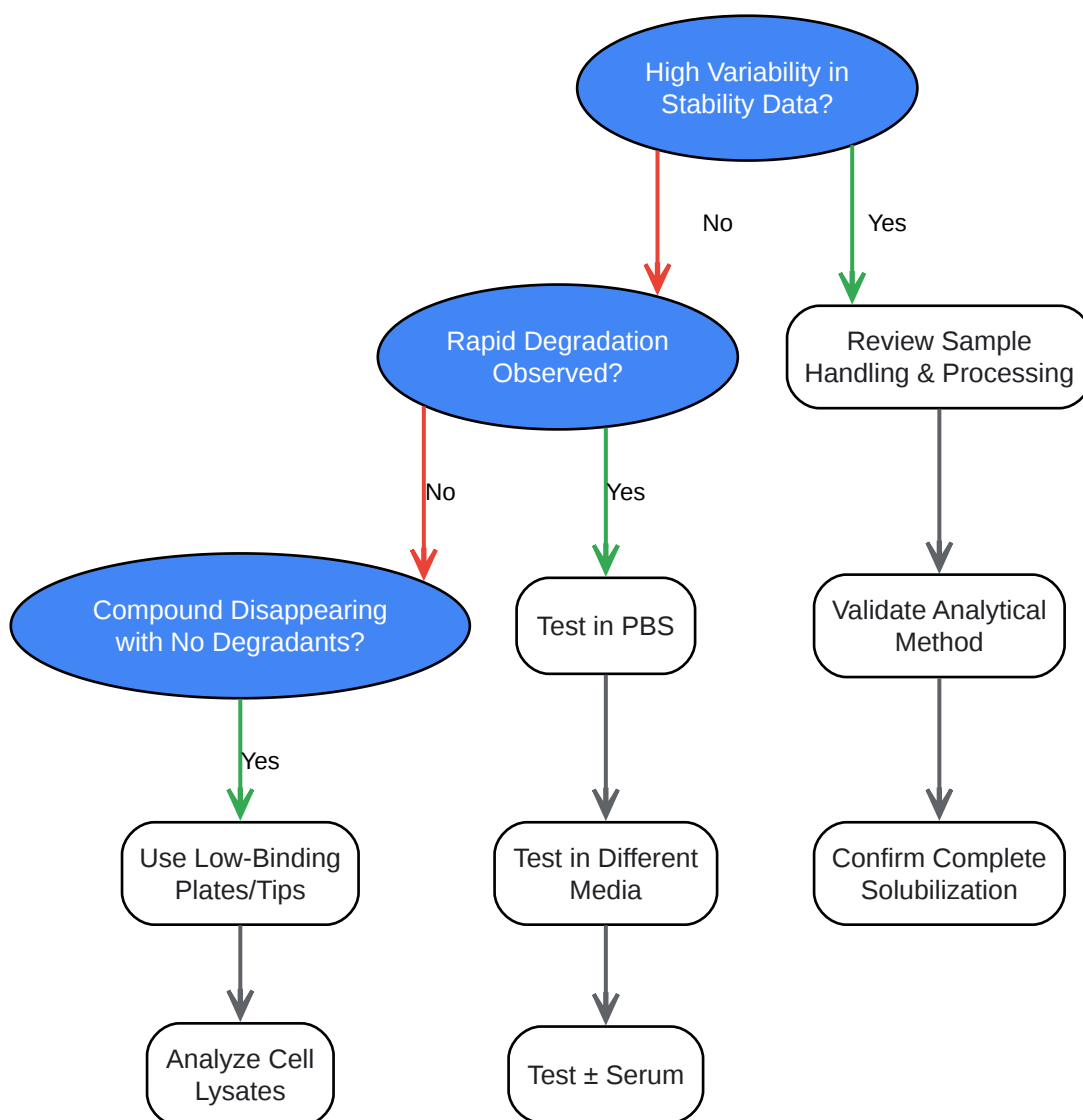 High Variability in
Stability Data?
No
Yes
Rapid Degradation
Observed?
Review Sample
Handling & Processing
No
Yes
Compound Disappearing
with No Degradants?
Test in PBS
Validate Analytical
Method
Yes
Use Low-Binding
Plates/Tips
Test in Different
Media
Confirm Complete
Solubilization
Analyze Cell
Lysates
Test ± Serum